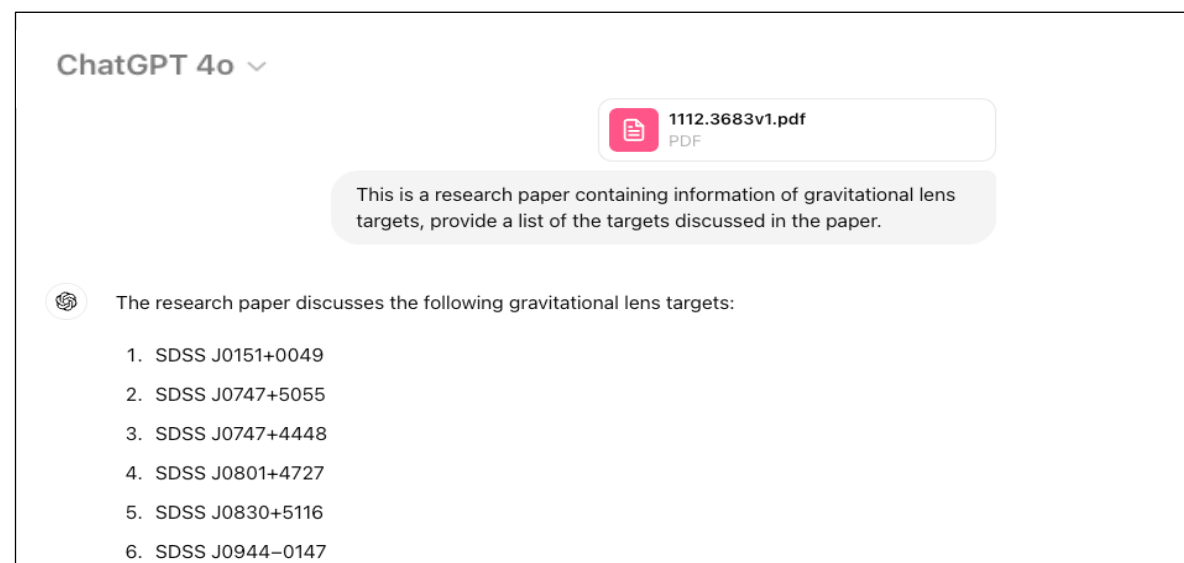 ChatGPT 4o
1112.3683v1.pdf
PDF
This is a research paper containing information of gravitational lens
targets, provide a list of the targets discussed in the paper.
The research paper discusses the following gravitational lens targets:
1. SDSS J0151+0049
2. SDSS J0747+5055
3. SDSS J0747+4448
4. SDSS J0801+4727
5. SDSS J0830+5116
6. SDSS J0944−0147